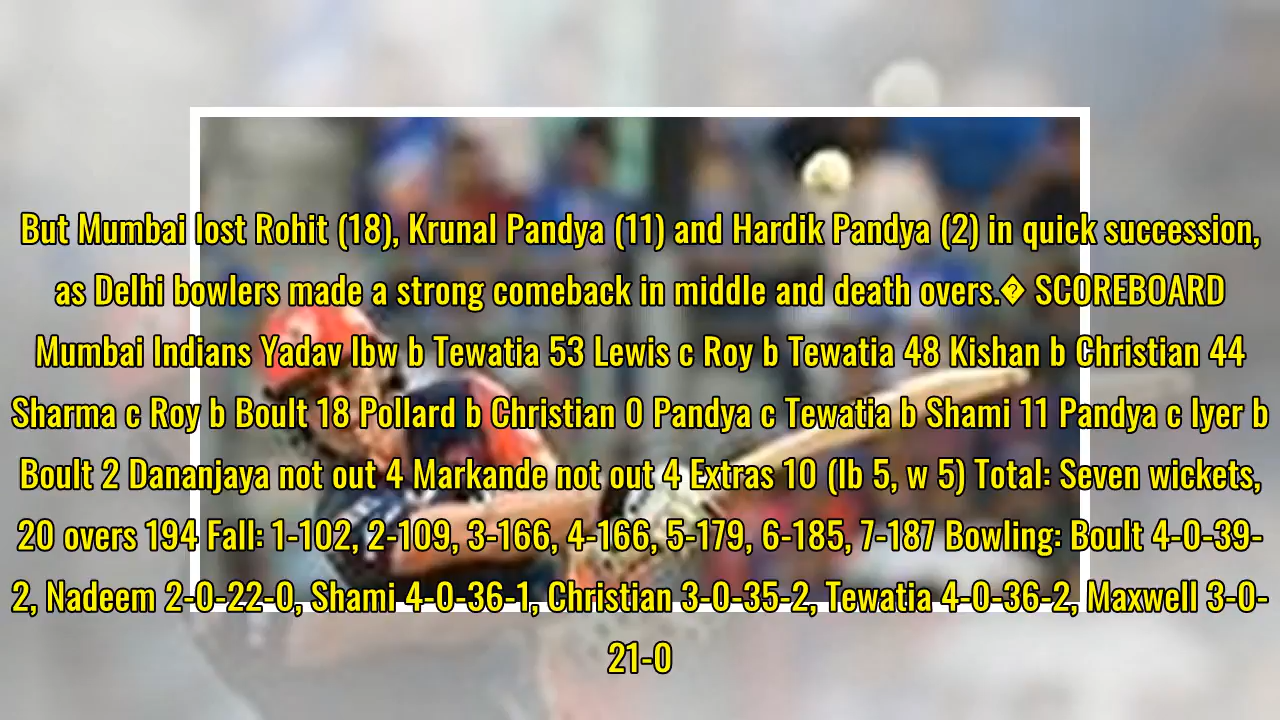 But Mumbai lost Rohit (18), Krunal Pandya (11) and Hardik Pandya (2) in quick succession,
as Delhi bowlers made a strong comeback in middle and death overs.� SCOREBOARD
Mumbai Indians Yadav lbw b Tewatia 53 Lewis c Roy b Tewatia 48 Kishan b Christian 44
Sharma c Roy b Boult 18 Pollard b Christian 0 Pandya c Tewatia b Shami 11 Pandya c Iyer b
Boult 2 Dananjaya not out 4 Markande not out 4 Extras 10 (lb 5, w 5) Total: Seven wickets,
20 overs 194 Fall: 1-102, 2-109, 3-166, 4-166, 5-179, 6-185, 7-187 Bowling: Boult 4-0-39-
2, Nadeem 2-0-22-0, Shami 4-0-36-1, Christian 3-0-35-2, Tewatia 4-0-36-2, Maxwell 3-0-
21-0